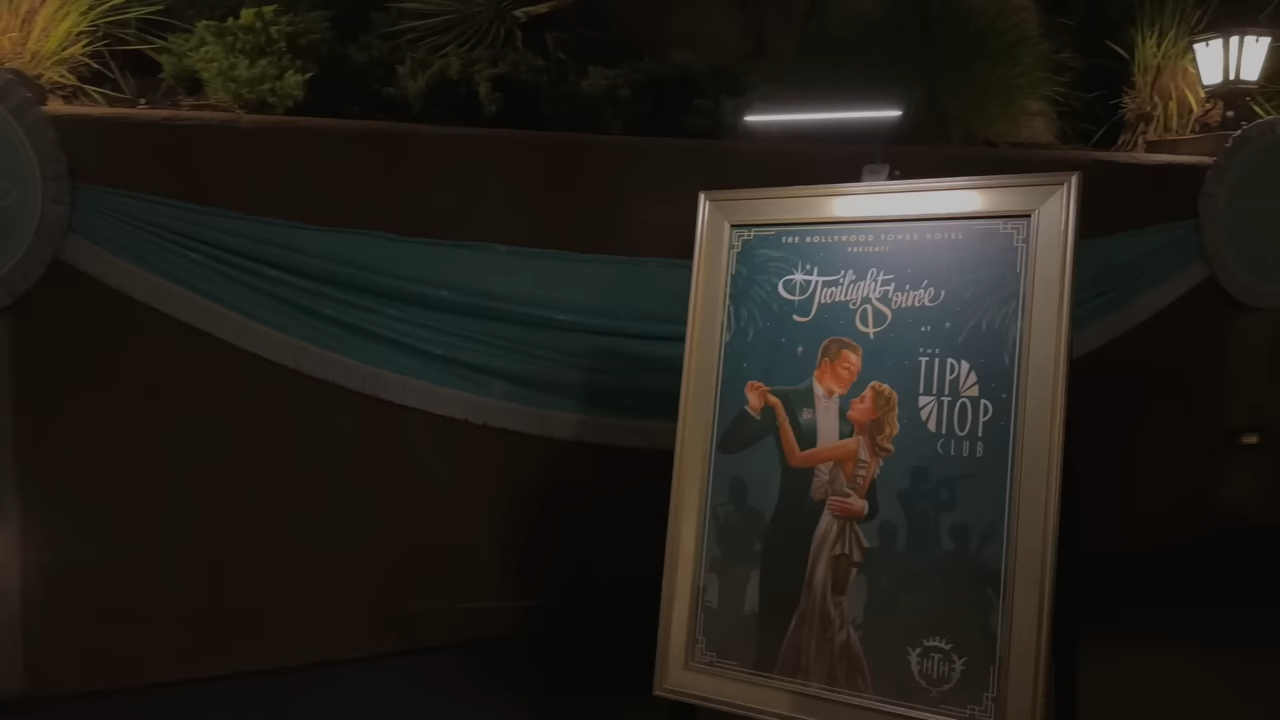 THE HOLLYWOOD TOWER HOTEL
PRESENTS
Twilight Soirée
AT
THE
TIP
TOP
CLUB
HTH